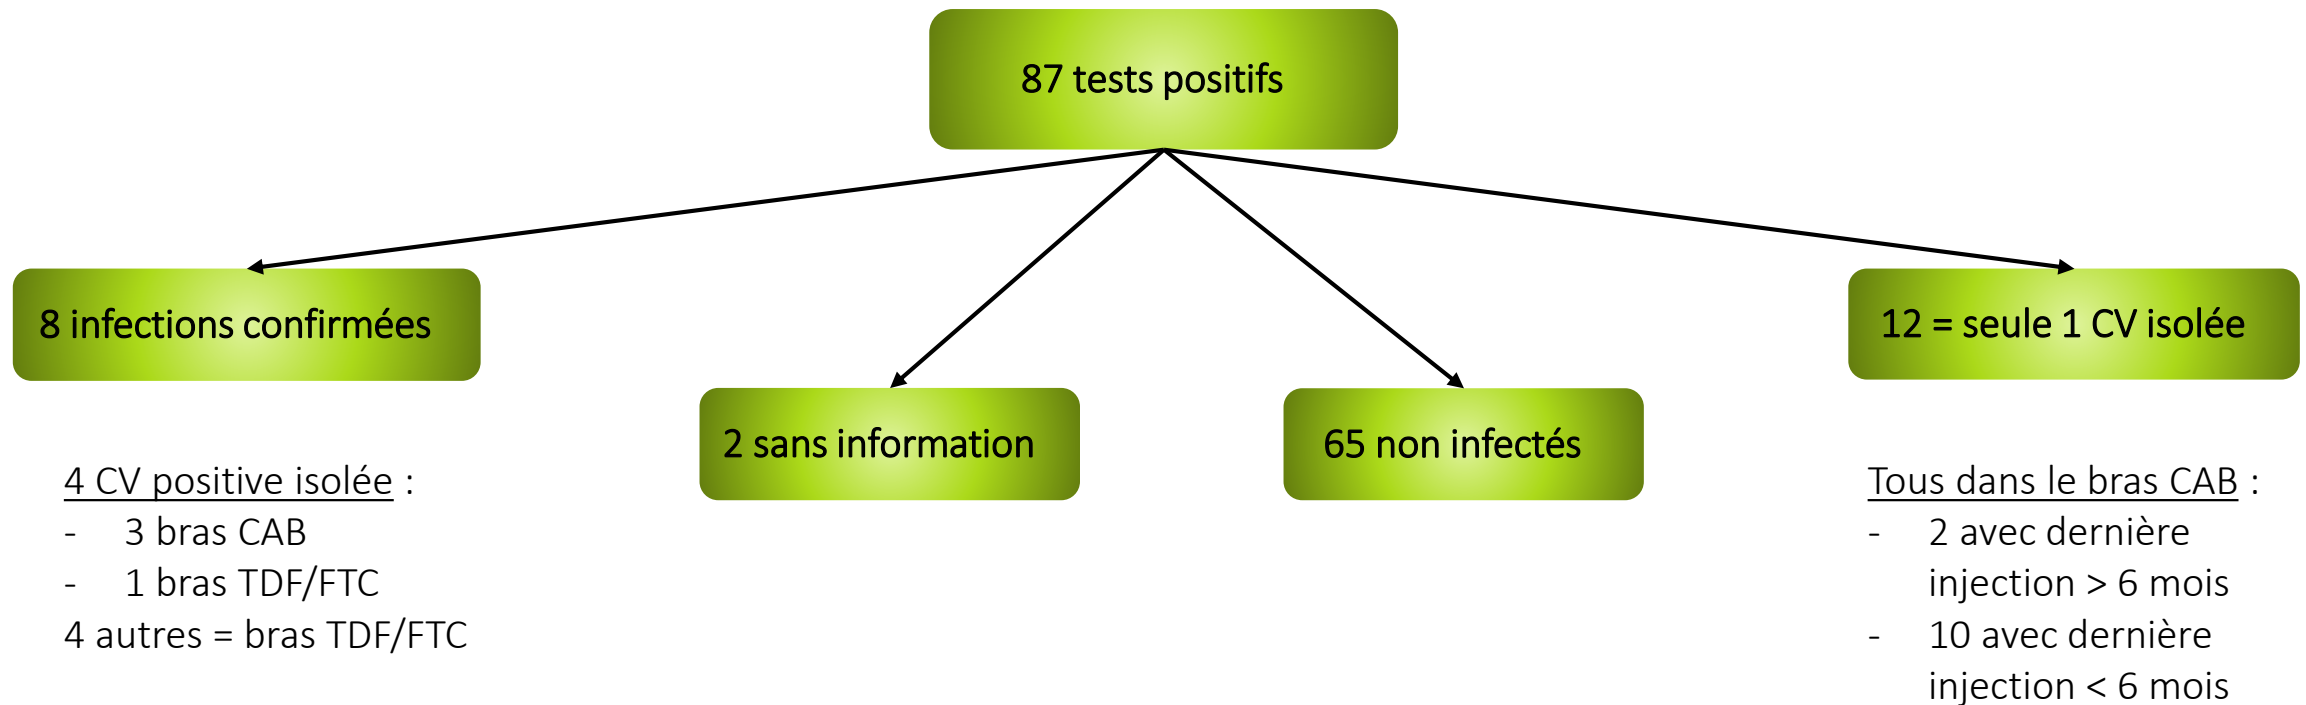 87 tests positifs
8 infections confirmées
12 = seule 1 CV isolée
2 sans information
65 non infectés
4 CV positive isolée :
- 3 bras CAB
- 1 bras TDF/FTC
4 autres = bras TDF/FTC
Tous dans le bras CAB :
- 2 avec dernière
injection > 6 mois
- 10 avec dernière
injection < 6 mois